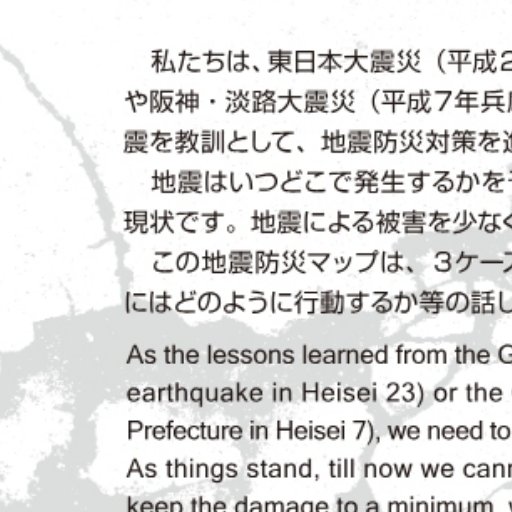 私たちは、東日本大震災（平成2
や阪神・淡路大震災（平成7年兵
震を教訓として、地震防災対策を
地震はいつどこで発生するかを
現状です。地震による被害を少なく
この地震防災マップは、3ケー
にはどのように行動するか等の話し
As the lessons learned from the G
earthquake in Heisei 23) or the
Prefecture in Heisei 7), we need to
As things stand, till now we can
keep the damage to a minimum,